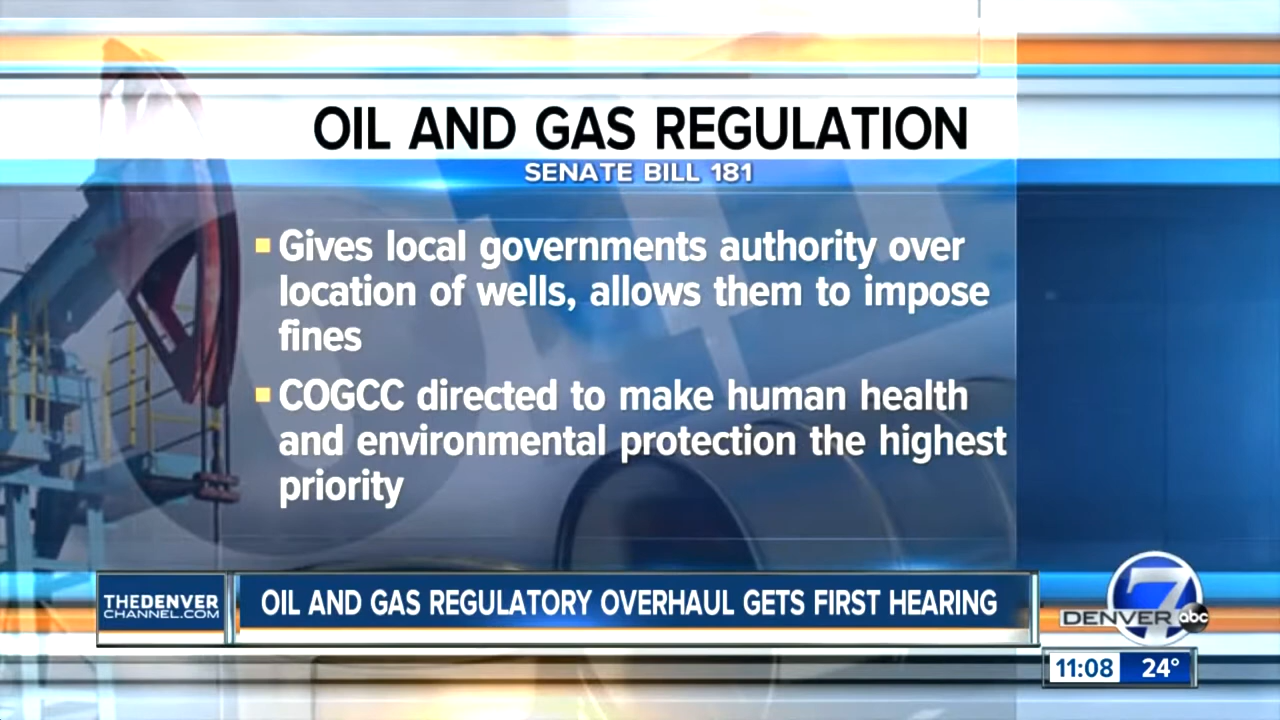 OIL AND GAS REGULATION
SENATE BILL 181
Gives local governments authority over
location of wells, allows them to impose
fines
COGCC directed to make human health
and environmental protection the highest
priority
THEDENVER
CHANNEL.COM
OIL AND GAS REGULATORY OVERHAUL GETS FIRST HEARING
7
DENVER abc
11:08 24°